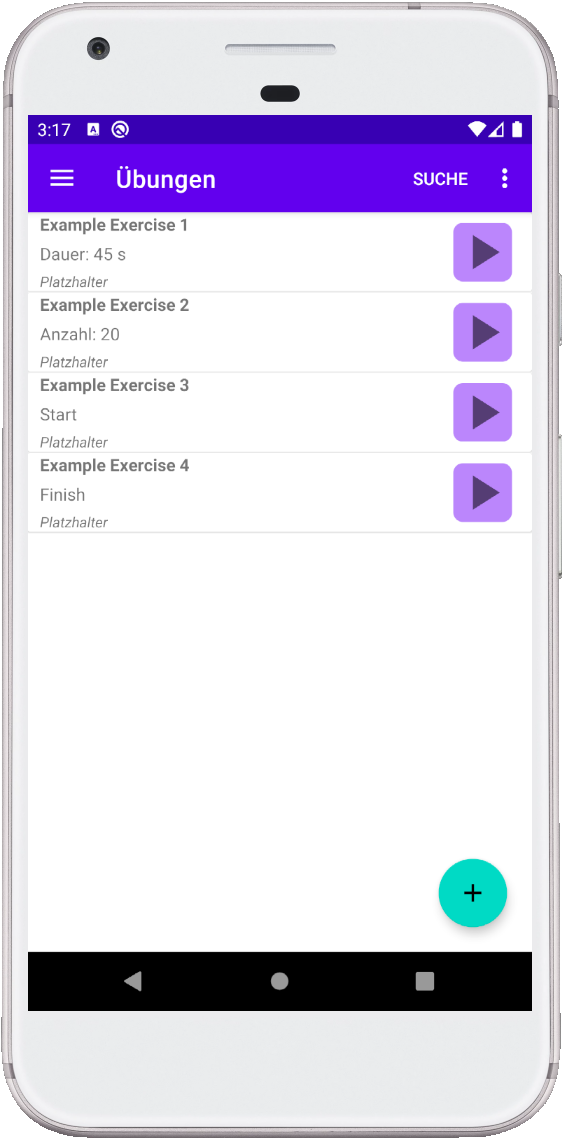 3:17
Übungen SUCHE
Example Exercise 1
Dauer: 45 s
Platzhalter
Example Exercise 2
Anzahl: 20
Platzhalter
Example Exercise 3
Start
Platzhalter
Example Exercise 4
Finish
Platzhalter
+